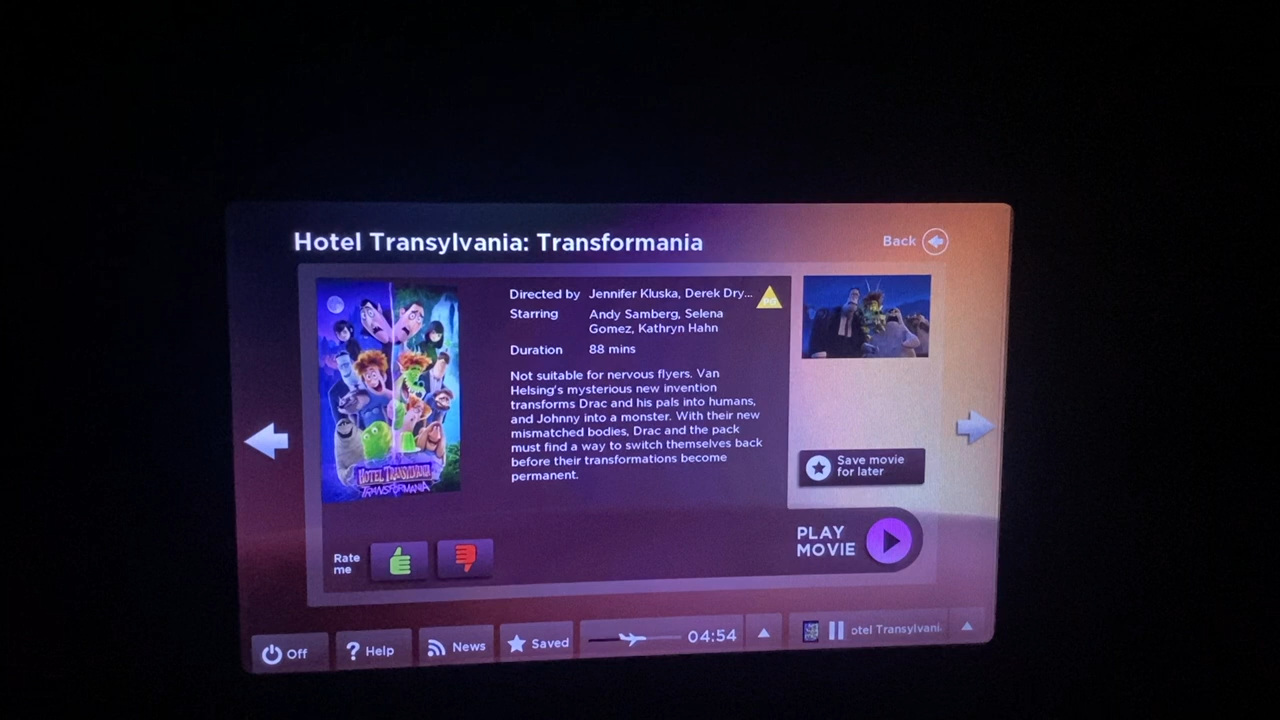 Hotel Transylvania: Transformania
Back
Directed by Jennifer Kluska, Derek Dry...
PG
Starring Andy Samberg, Selena
Gomez, Kathryn Hahn
Duration 88 mins
Not suitable for nervous flyers. Van
Helsing's mysterious new invention
transforms Drac and his pals into humans,
and Johnny into a monster. With their new
mismatched bodies, Drac and the pack
must find a way to switch themselves back
before their transformations become
permanent.
HOTEL TRANSYLVANIA
TRANSFORMANIA
Save movie
for later
PLAY
MOVIE
Rate
me
Off
? Help
News
Saved
04:54
otel Transylvani